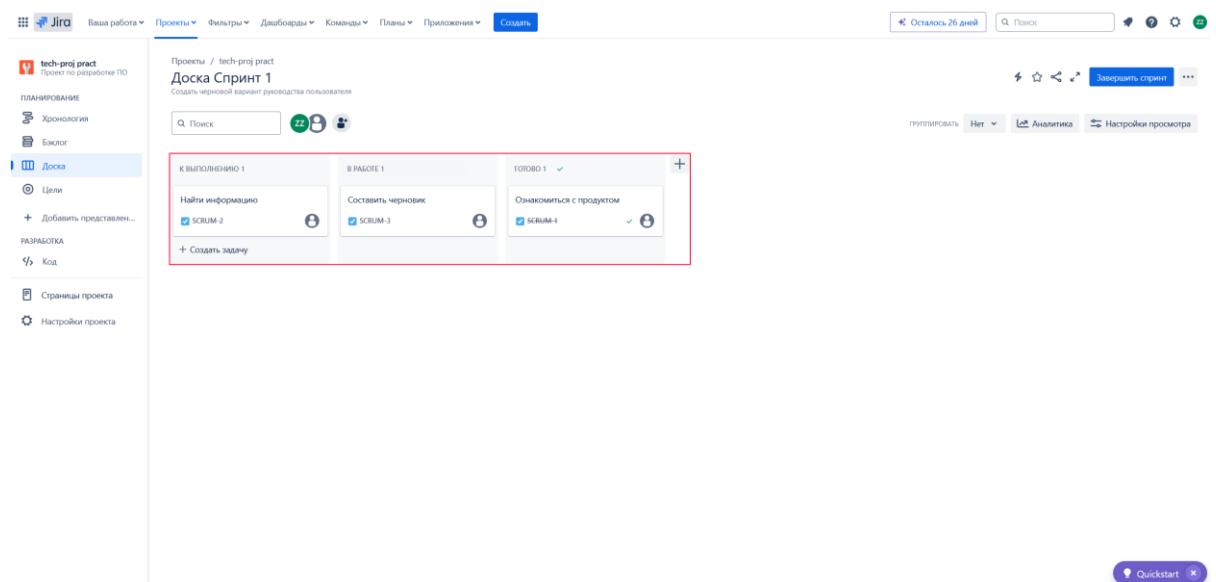 Jira Ваша работа Проекты Фильтры Дашбоарды Команды Планы Приложения Создать Осталось 26 дней Поиск ZZ
tech-proj pract
Проект по разработке ПО
ПЛАНИРОВАНИЕ
Хронология
Бэклог
Доска
Цели
Добавить представлен...
РАЗРАБОТКА
Код
Страницы проекта
Настройки проекта
Проекты / tech-proj pract
Доска Спринт 1
Создать черновой вариант руководства пользователя
Завершить спринт
Поиск ZZ
ГРУППИРОВАТЬ Нет Аналитика Настройки просмотра
К ВЫПОЛНЕНИЮ 1
Найти информацию
SCRUM-2
+ Создать задачу
В РАБОТЕ 1
Составить черновик
SCRUM-3
ГОТОВО 1
Ознакомиться с продуктом
SCRUM-1
Quickstart